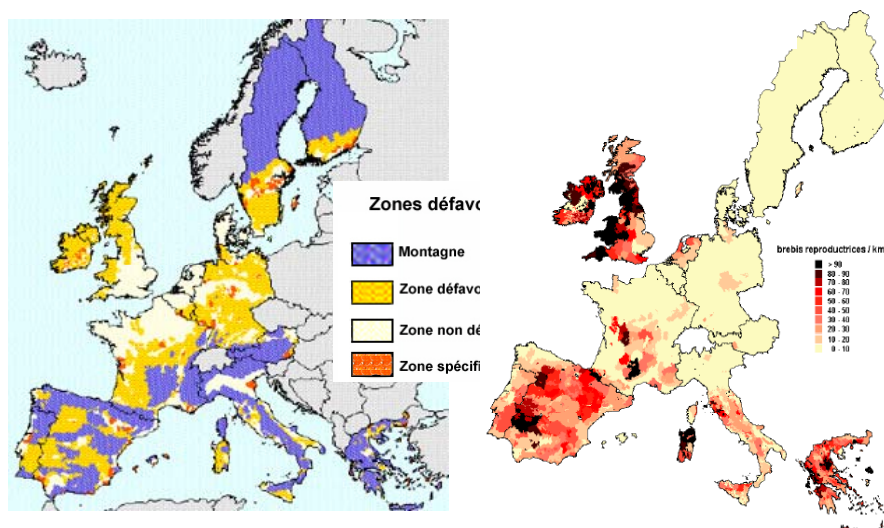 Zones défavo
Montagne
Zone défavo
Zone non dé
Zone spécifi
brebis reproductrices / km
> 90
80 - 90
70 - 80
60 - 70
50 - 60
40 - 50
30 - 40
20 - 30
10 - 20
0 - 10